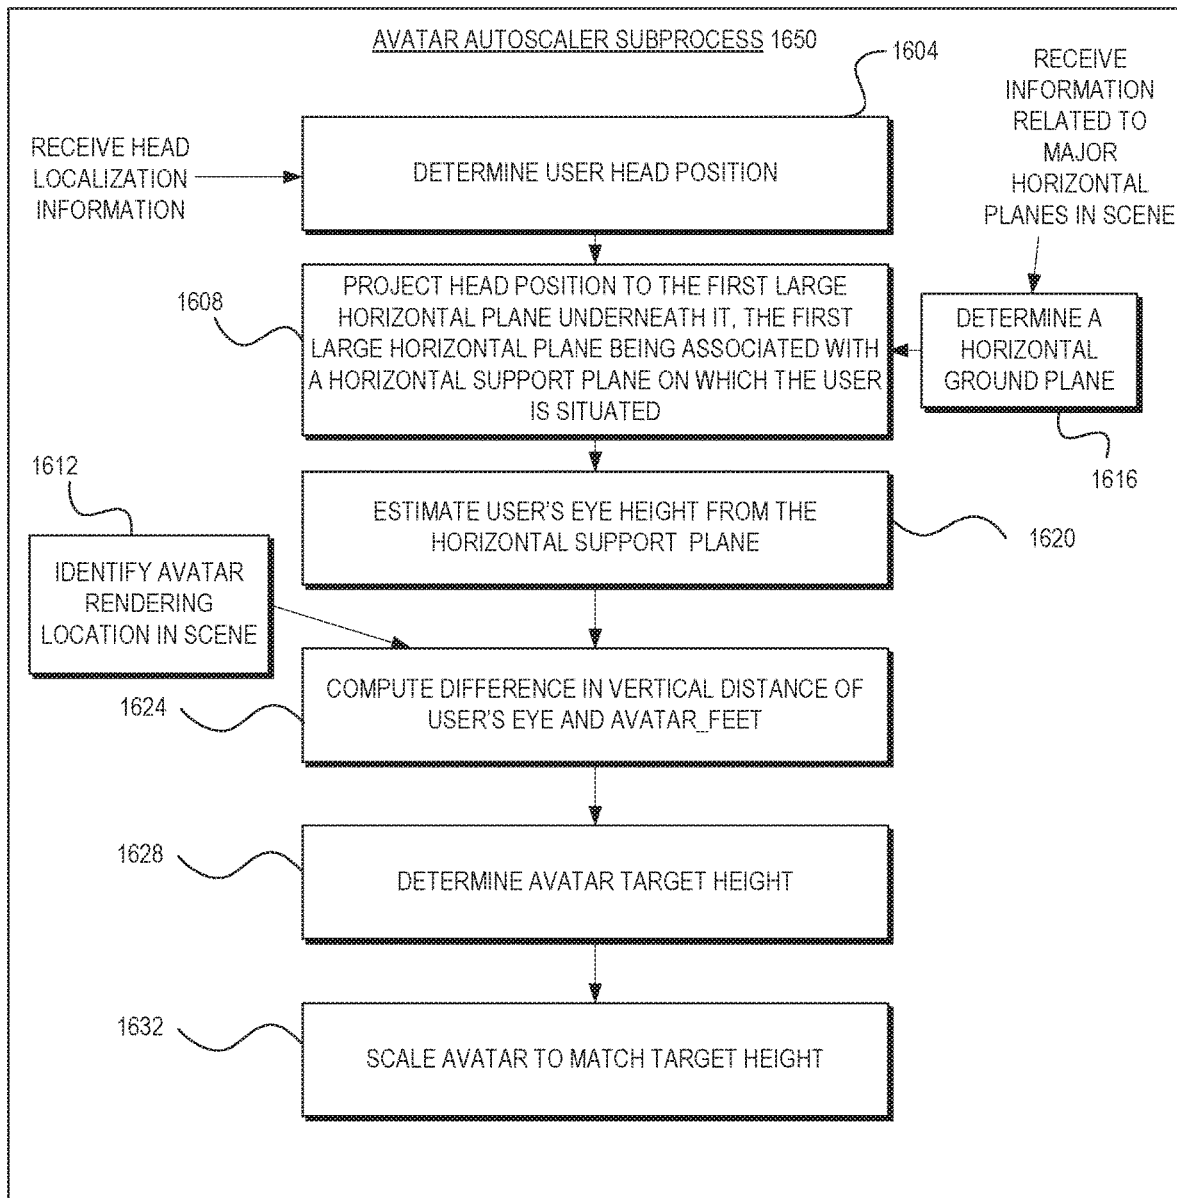 AVATAR AUTOSCALER SUBPROCESS 1650
1604
RECEIVE
INFORMATION
RELATED TO
MAJOR
HORIZONTAL
PLANES IN SCENE
RECEIVE HEAD
LOCALIZATION
INFORMATION
DETERMINE USER HEAD POSITION
1608
PROJECT HEAD POSITION TO THE FIRST LARGE
HORIZONTAL PLANE UNDERNEATH IT, THE FIRST
LARGE HORIZONTAL PLANE BEING ASSOCIATED WITH
A HORIZONTAL SUPPORT PLANE ON WHICH THE USER
IS SITUATED
DETERMINE A
HORIZONTAL
GROUND PLANE
1616
1612
ESTIMATE USER'S EYE HEIGHT FROM THE
HORIZONTAL SUPPORT PLANE
1620
IDENTIFY AVATAR
RENDERING
LOCATION IN SCENE
1624
COMPUTE DIFFERENCE IN VERTICAL DISTANCE OF
USER'S EYE AND AVATAR_FEET
1628
DETERMINE AVATAR TARGET HEIGHT
1632
SCALE AVATAR TO MATCH TARGET HEIGHT